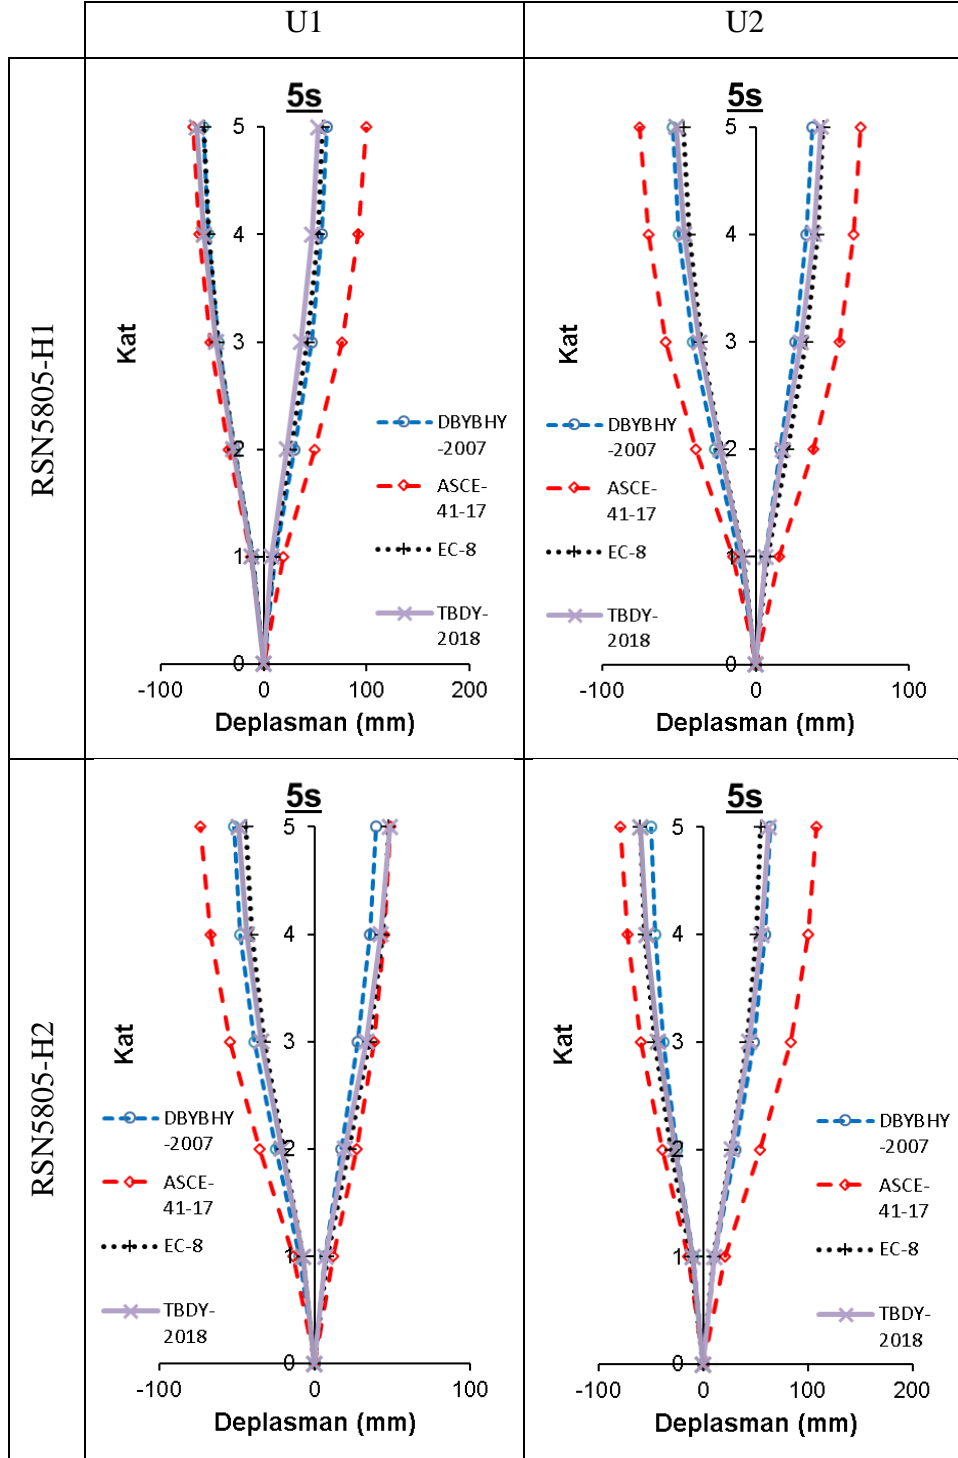 U1
U2
RSN5805-H1
5s
5
4
3
2
1
0
Kat
DBYBHY
-2007
ASCE-
41-17
EC-8
TBDY-
2018
-100
0
100
200
Deplasman (mm)
5s
5
4
3
2
1
0
Kat
DBYBHY
-2007
ASCE-
41-17
EC-8
TBDY-
2018
-100
0
100
Deplasman (mm)
RSN5805-H2
5s
5
4
3
2
1
0
Kat
DBYBHY
-2007
ASCE-
41-17
EC-8
TBDY-
2018
-100
0
100
Deplasman (mm)
5s
5
4
3
2
1
0
Kat
DBYBHY
-2007
ASCE-
41-17
EC-8
TBDY-
2018
-100
0
100
200
Deplasman (mm)